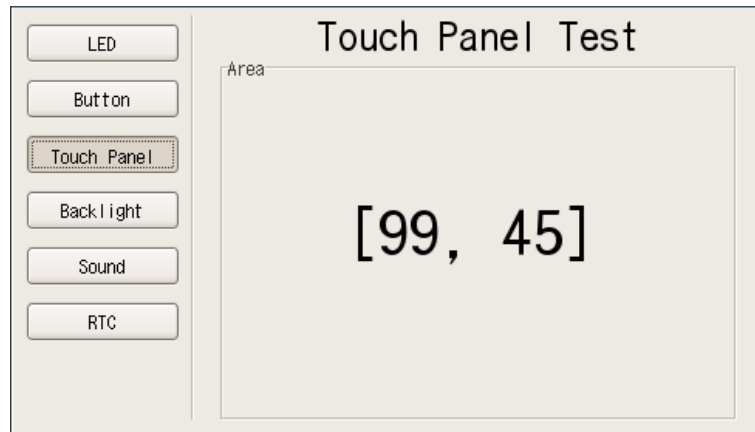 LED
Button
Touch Panel
Backlight
Sound
RTC
Touch Panel Test
Area
[99, 45]